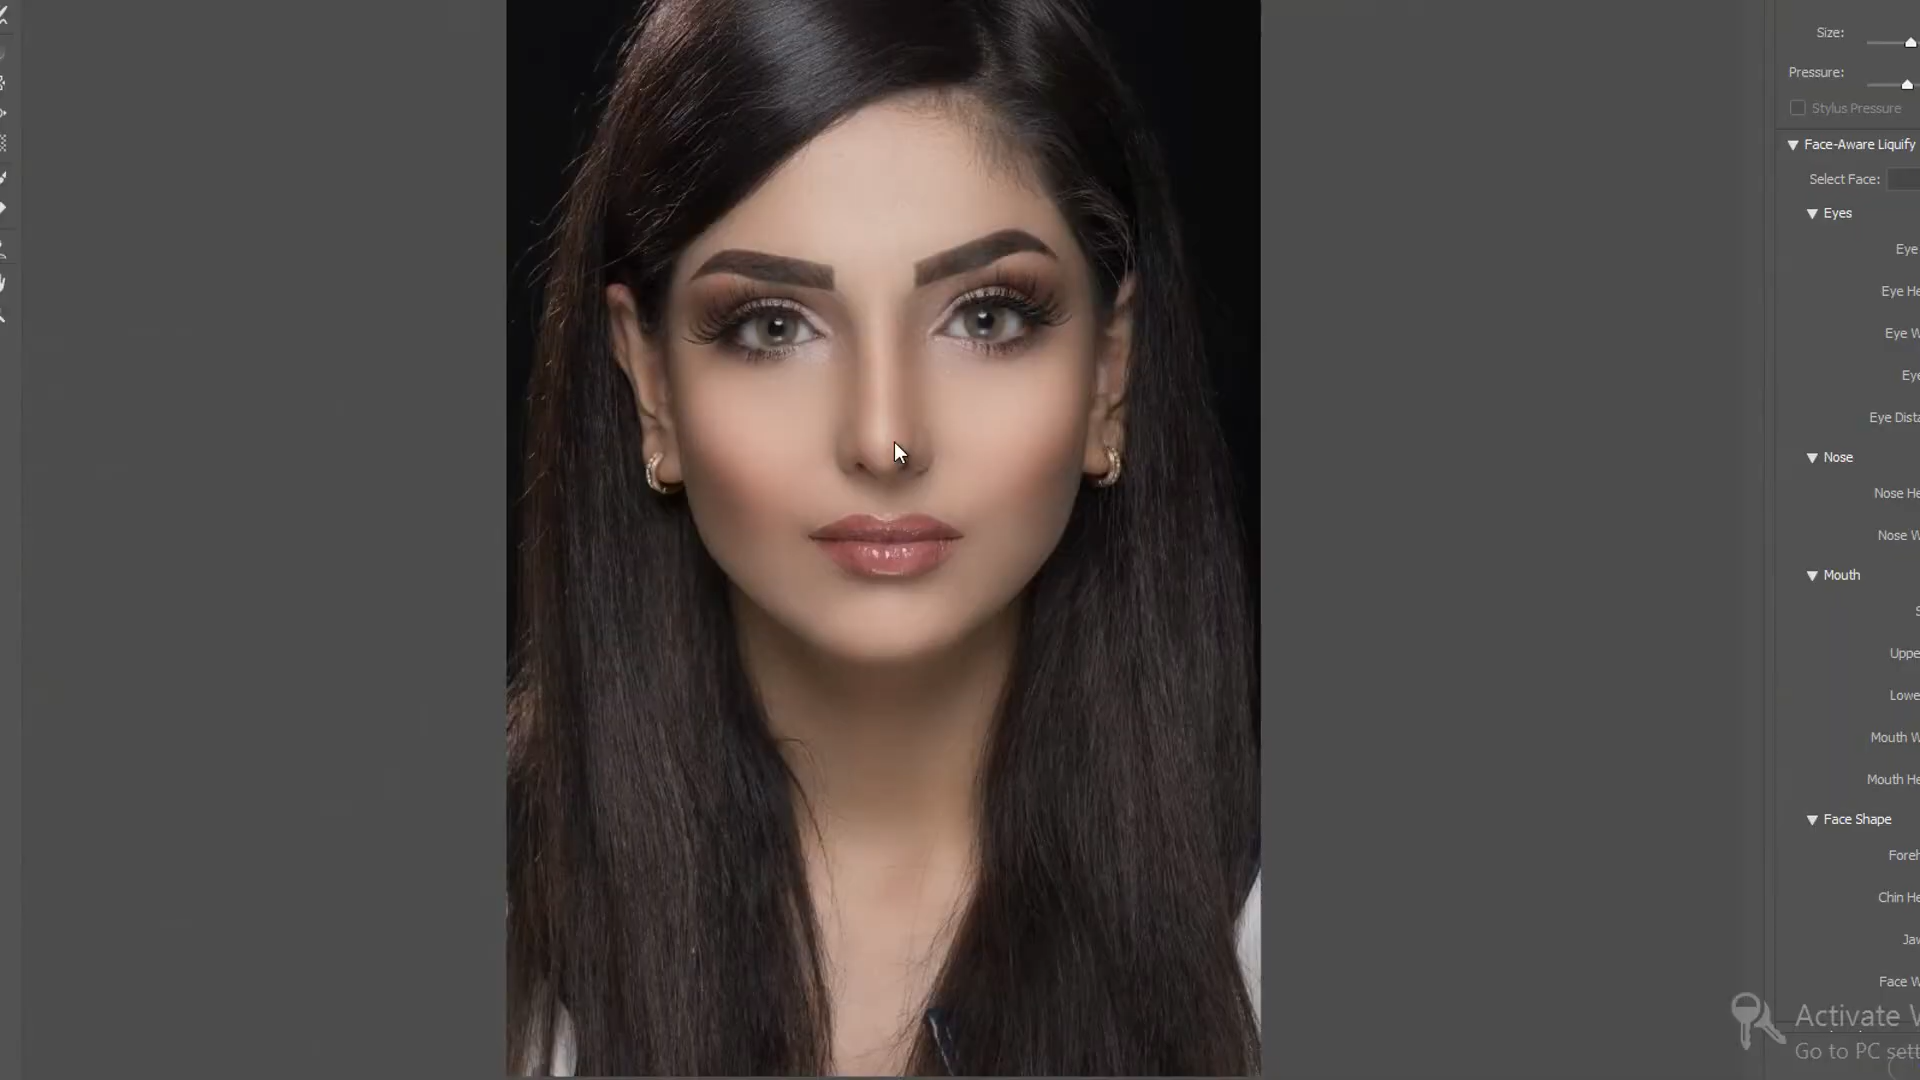 Size:
Pressure:
Stylus Pressure
Face-Aware Liquify
Select Face:
Eyes
Eye
Eye He
Eye W
Eye
Eye Dista
Nose
Nose He
Nose W
Mouth
S
Uppe
Lowe
Mouth W
Mouth He
Face Shape
Foreh
Chin He
Jaw
Face W
Activate W
Go to PC sett